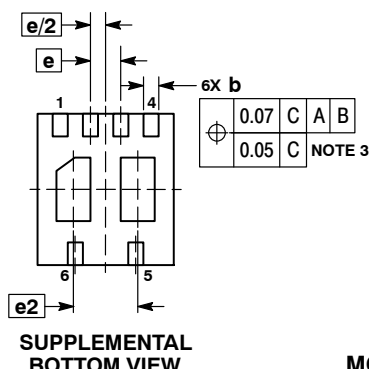 e/2
e
6X b
1
4
0.07 C A B
0.05 C NOTE 3
6
5
e2
SUPPLEMENTAL
BOTTOM VIEW